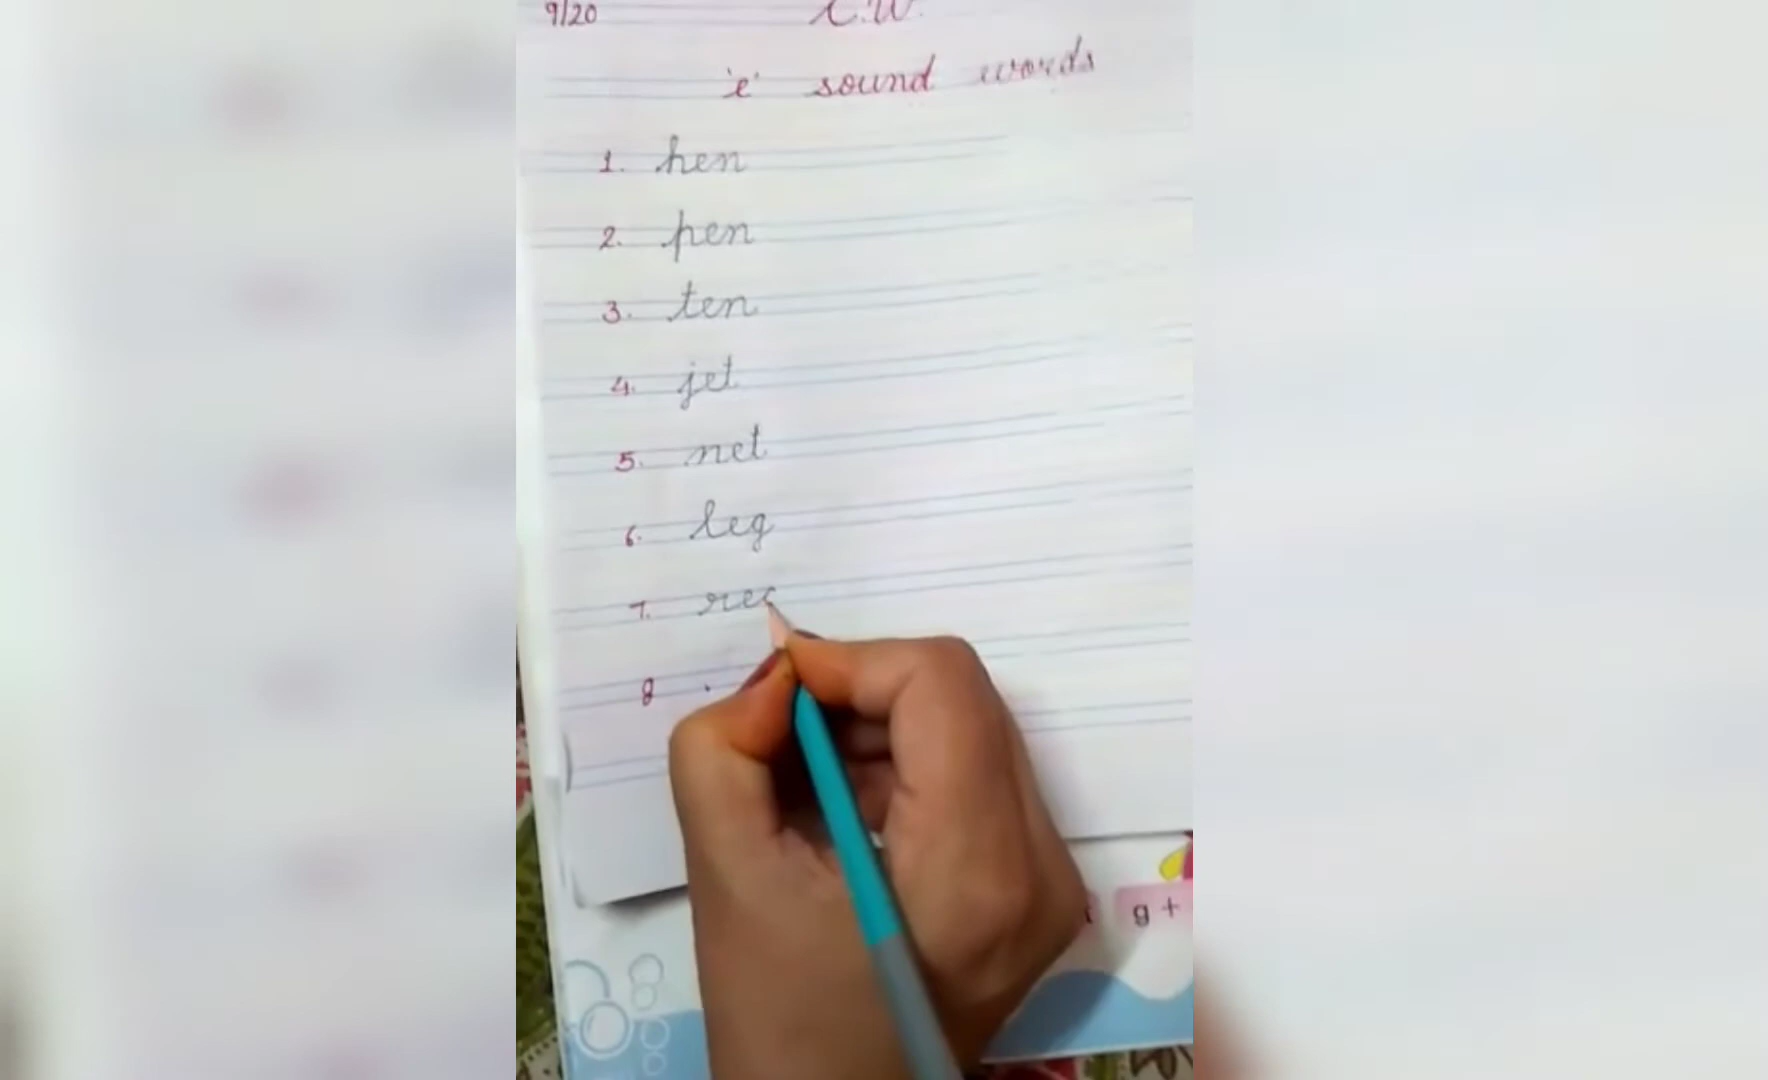 9/20 C.W.
'e' sound words
1. hen
2. pen
3. ten
4. jet
5. net
6. leg
7. rec
8 .
g +